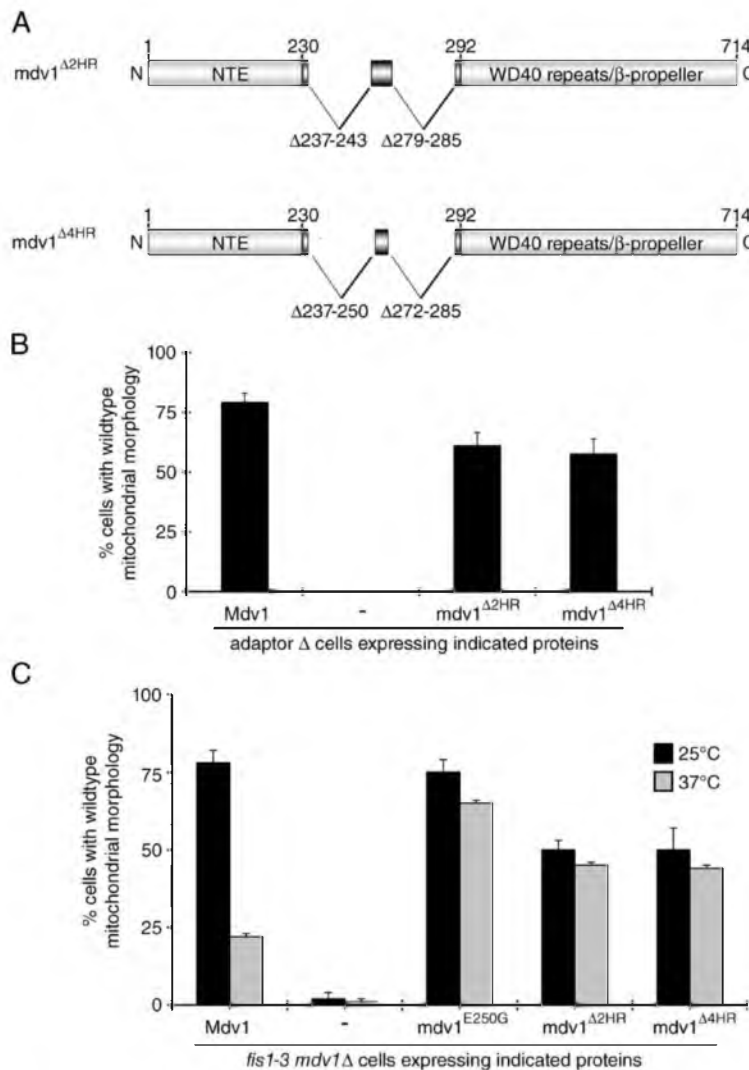 A
1 230 292 714
mdv1Δ2HR N NTE WD40 repeats/β-propeller C
Δ237-243 Δ279-285
1 230 292 714
mdv1Δ4HR N NTE WD40 repeats/β-propeller C
Δ237-250 Δ272-285
B
% cells with wildtype
mitochondrial morphology
100
75
50
25
0
Mdv1 - mdv1Δ2HR mdv1Δ4HR
adaptor Δ cells expressing indicated proteins
C
% cells with wildtype
mitochondrial morphology
100
75
50
25
0
25°C
37°C
Mdv1 - mdv1E250G mdv1Δ2HR mdv1Δ4HR
fis1-3 mdv1Δ cells expressing indicated proteins